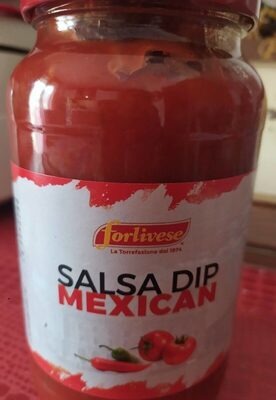 Forlivese
La Torrefazione dal 1974
SALSA DIP
MEXICAN